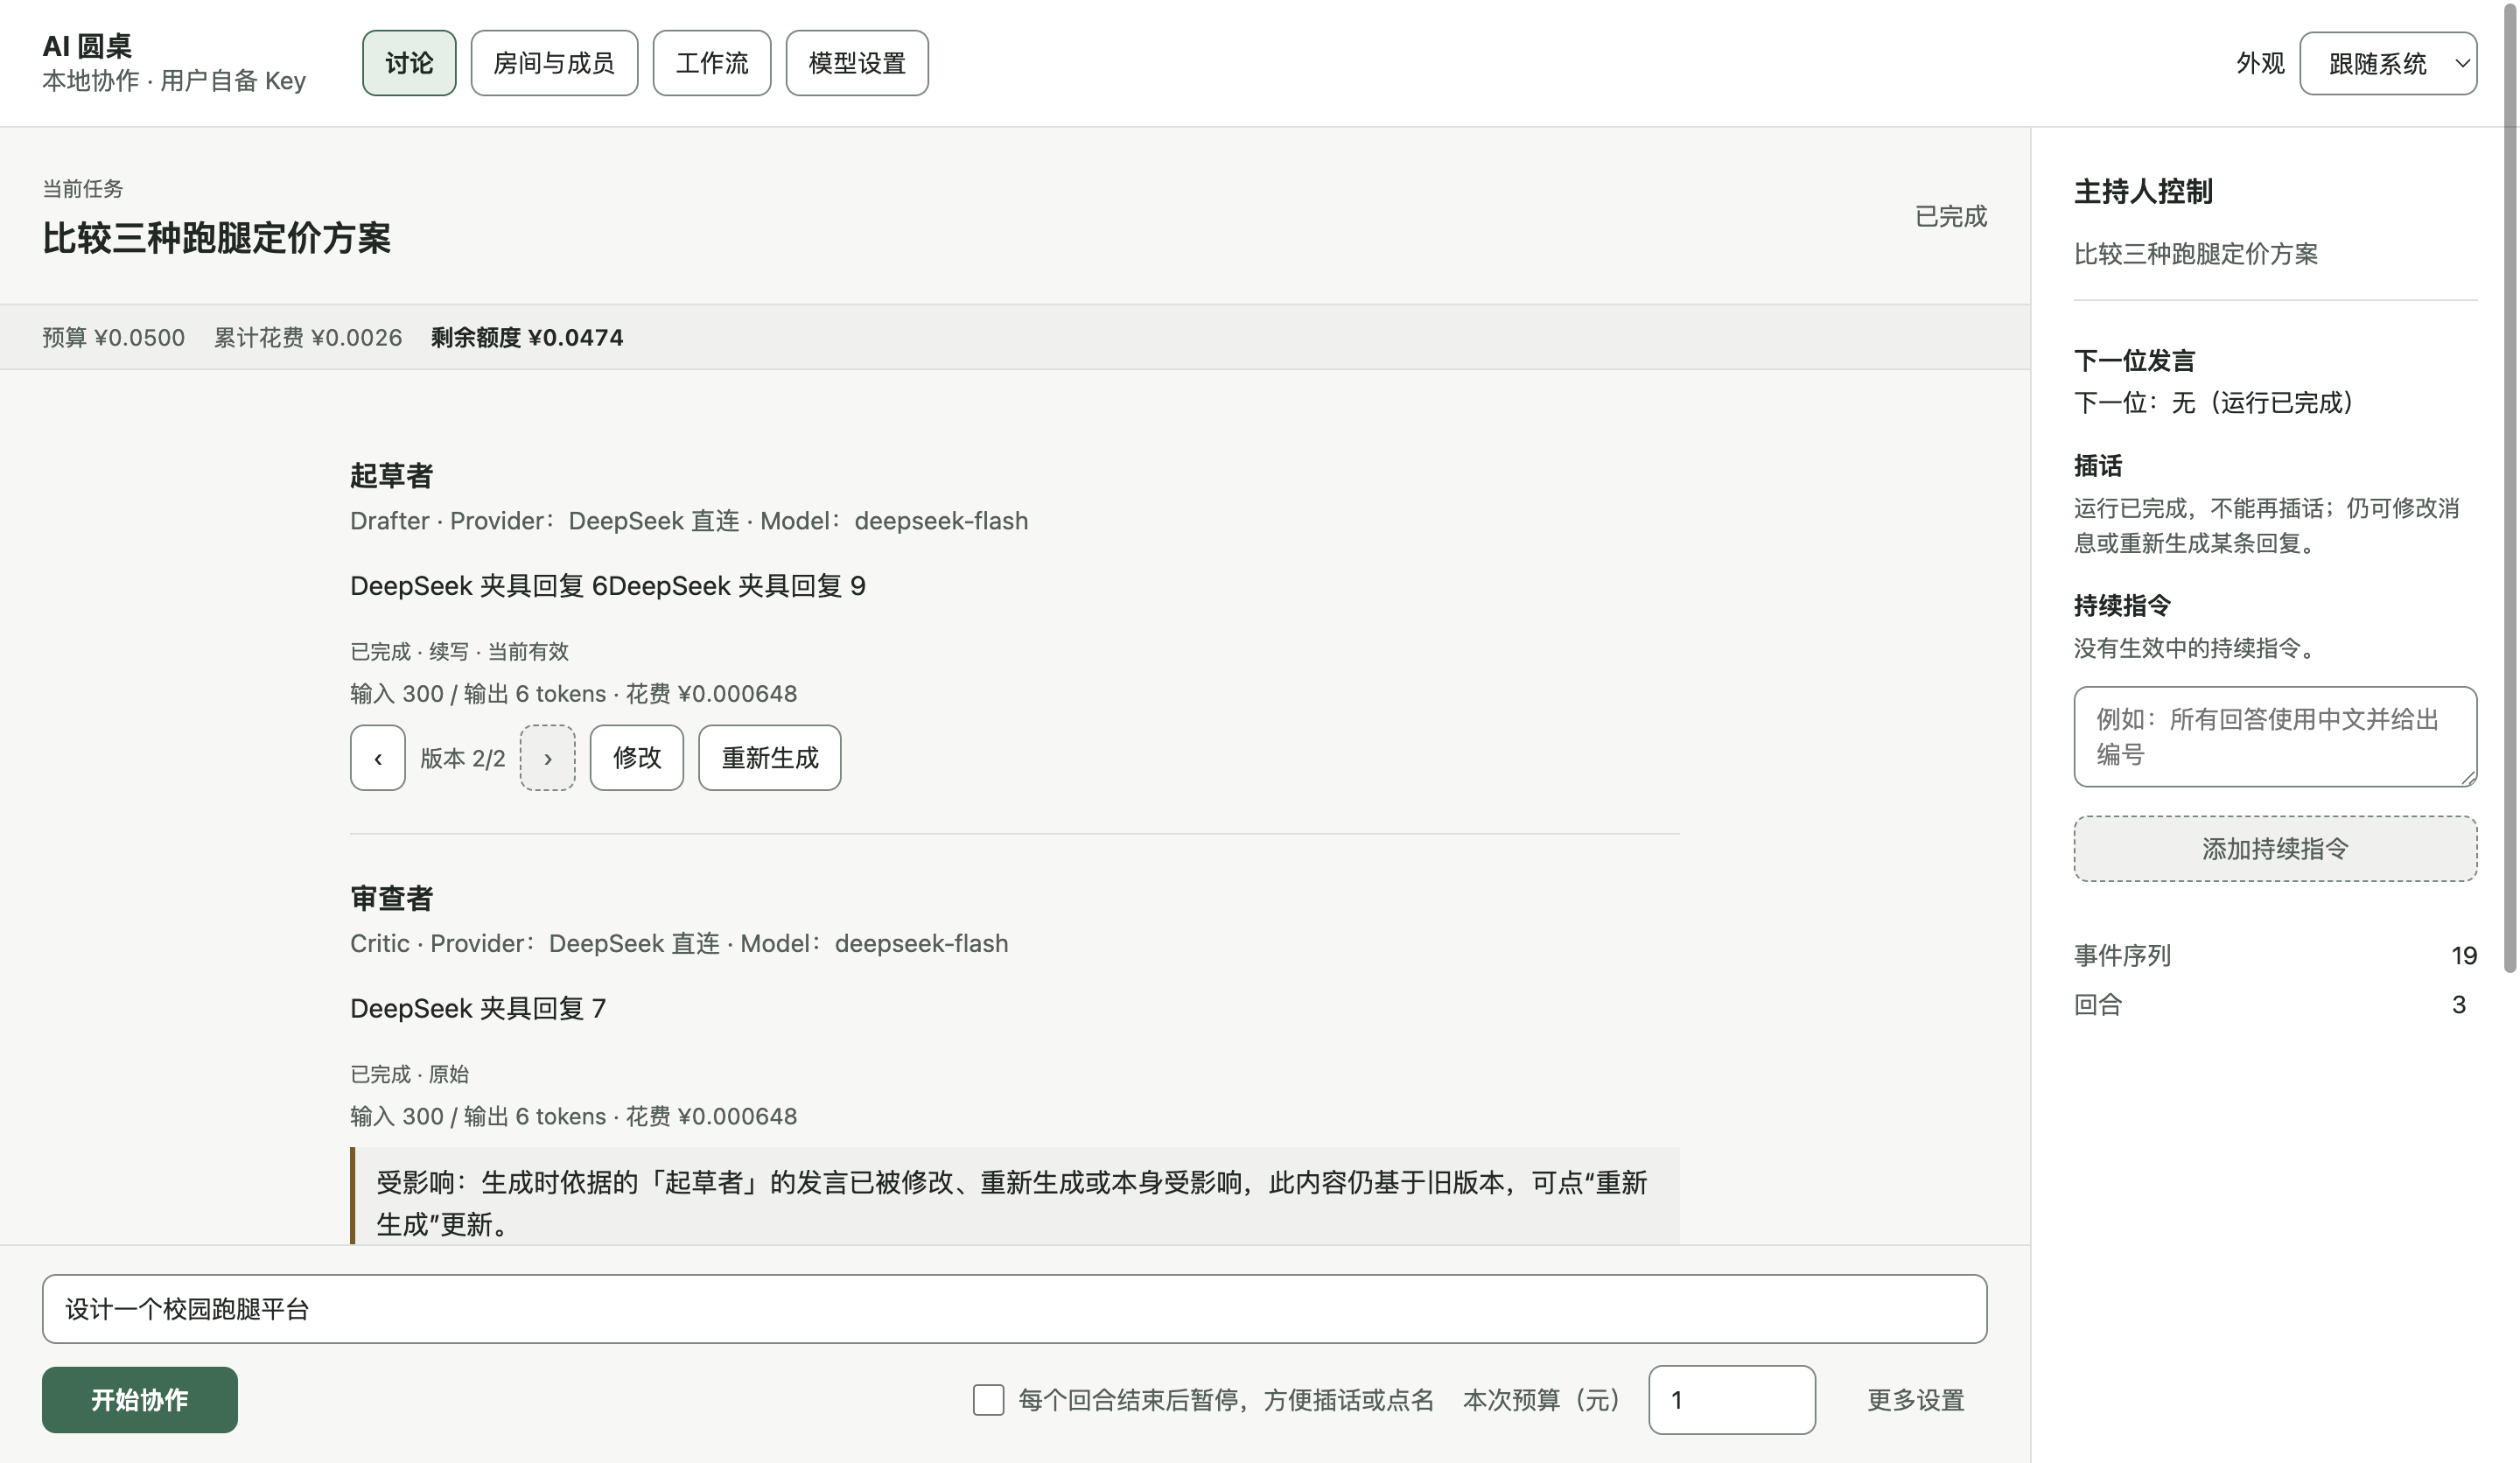 AI 圆桌
本地协作 · 用户自备 Key
讨论
房间与成员
工作流
模型设置
外观
跟随系统
当前任务
比较三种跑腿定价方案
已完成
预算 ¥0.0500 累计花费 ¥0.0026 剩余额度 ¥0.0474
起草者
Drafter · Provider：DeepSeek 直连 · Model：deepseek-flash
DeepSeek 夹具回复 6DeepSeek 夹具回复 9
已完成 · 续写 · 当前有效
输入 300 / 输出 6 tokens · 花费 ¥0.000648
‹ 版本 2/2 › 修改 重新生成
审查者
Critic · Provider：DeepSeek 直连 · Model：deepseek-flash
DeepSeek 夹具回复 7
已完成 · 原始
输入 300 / 输出 6 tokens · 花费 ¥0.000648
受影响：生成时依据的「起草者」的发言已被修改、重新生成或本身受影响，此内容仍基于旧版本，可点“重新
生成”更新。
设计一个校园跑腿平台
开始协作
每个回合结束后暂停，方便插话或点名
本次预算（元）
1
更多设置
主持人控制
比较三种跑腿定价方案
下一位发言
下一位：无（运行已完成）
插话
运行已完成，不能再插话；仍可修改消
息或重新生成某条回复。
持续指令
没有生效中的持续指令。
例如：所有回答使用中文并给出
编号
添加持续指令
事件序列 19
回合 3